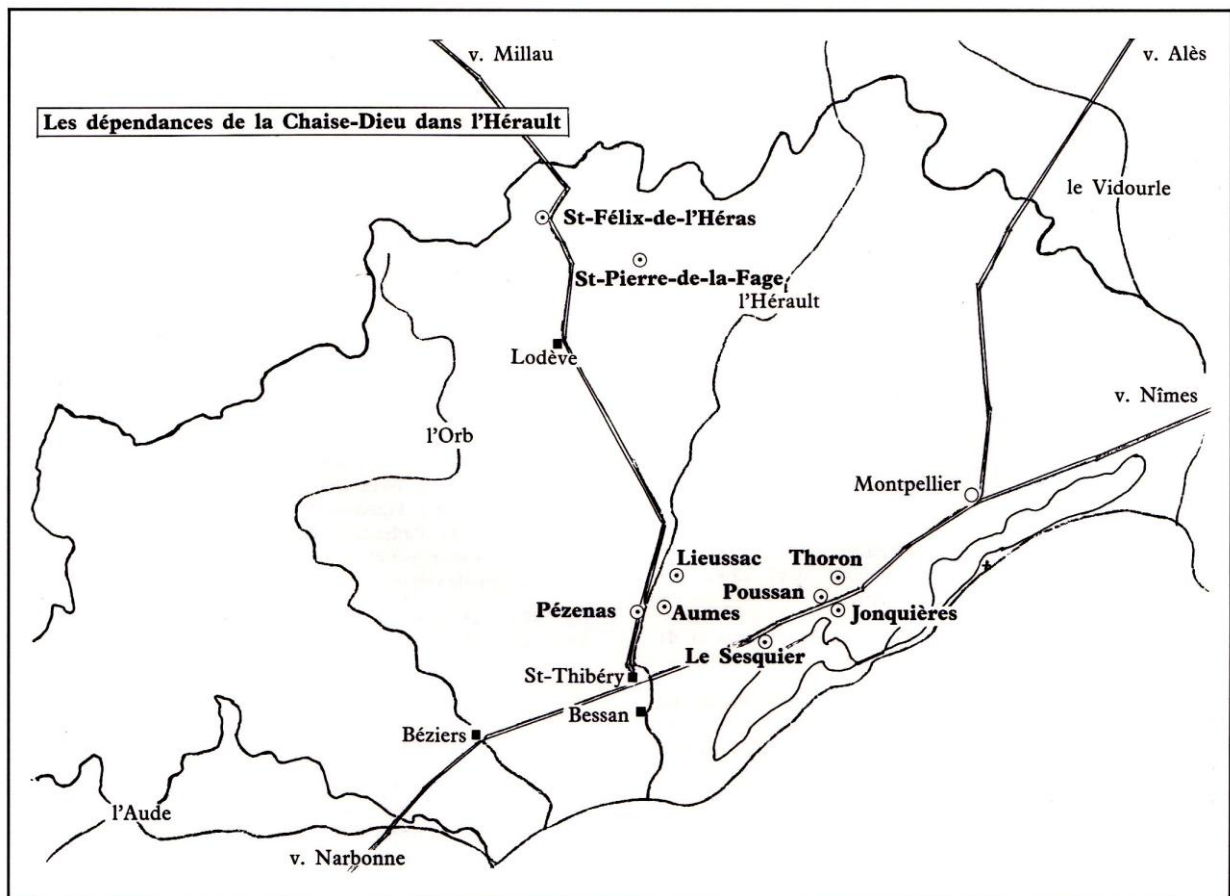 v. Millau
v. Alès
Les dépendances de la Chaise-Dieu dans l'Hérault
le Vidourle
St-Félix-de-l'Héras
St-Pierre-de-la-Fage
l'Hérault
Lodève
v. Nîmes
l'Orb
Montpellier
Lieussac
Thoron
Poussan
Pézenas
Aumes
Jonquières
Le Sesquier
St-Thibéry
Bessan
Béziers
l'Aude
v. Narbonne